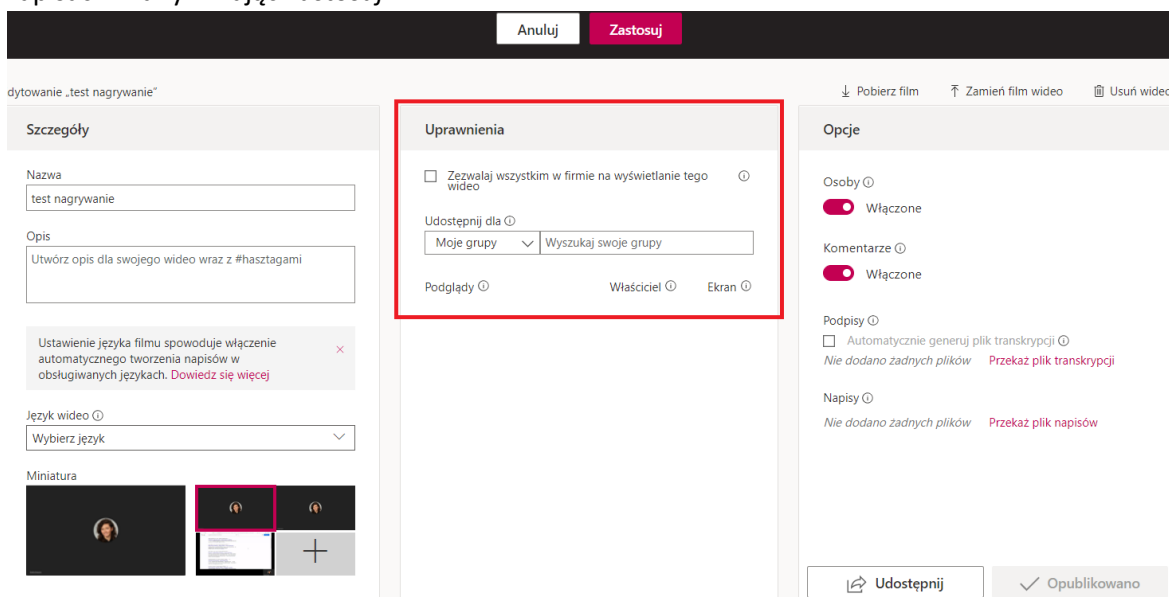 Anuluj Zastosuj
dytowanie „test nagrywanie"
Pobierz film Zamień film wideo Usuń wideo
Szczegóły
Nazwa
test nagrywanie
Opis
Utwórz opis dla swojego wideo wraz z #hasztagami
Ustawienie języka filmu spowoduje włączenie
automatycznego tworzenia napisów w
obsługiwanych językach. Dowiedz się więcej
Język wideo
Wybierz język
Miniatura
Uprawnienia
Zezwalaj wszystkim w firmie na wyświetlanie tego
wideo
Udostępnij dla
Moje grupy Wyszukaj swoje grupy
Podglądy Właściciel Ekran
Opcje
Osoby
Włączone
Komentarze
Włączone
Podpisy
Automatycznie generuj plik transkrypcji
Nie dodano żadnych plików Przekaż plik transkrypcji
Napisy
Nie dodano żadnych plików Przekaż plik napisów
Udostępnij Opublikowano